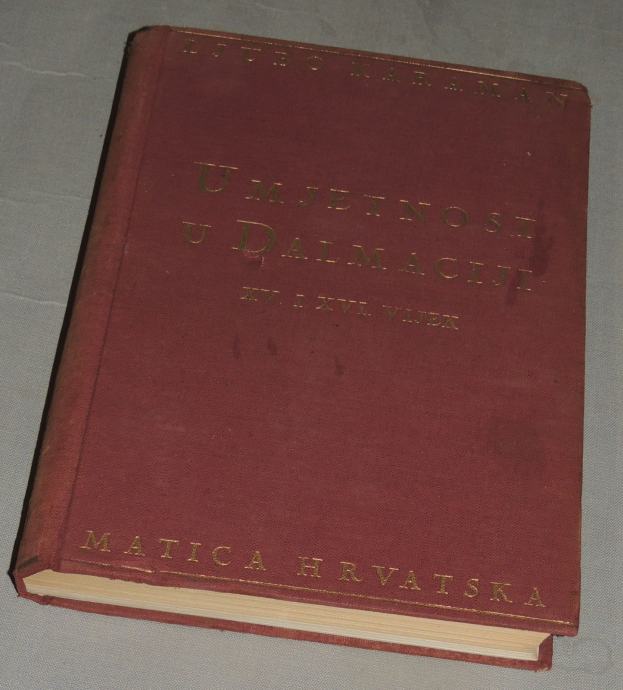 LJUBO KARAMAN
UMJETNOST
U DALMACIJI
XV. I XVI. VIJEK
MATICA HRVATSKA